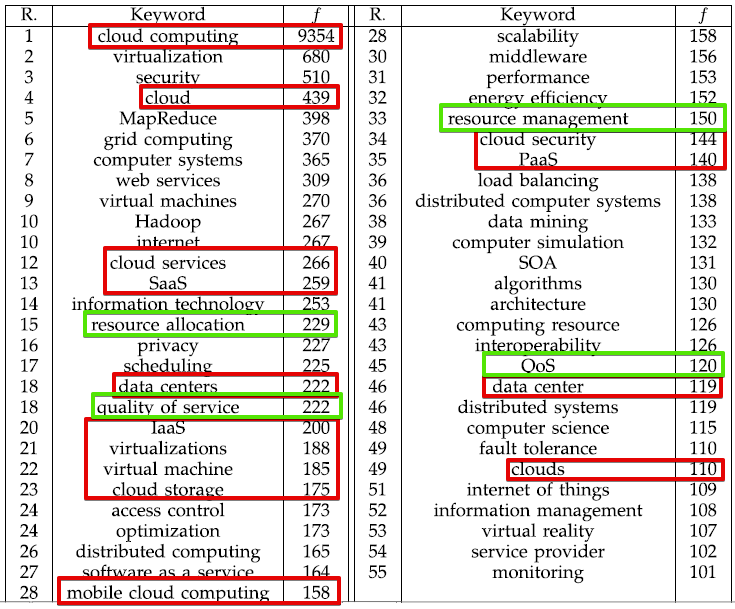 R. Keyword f
1 cloud computing 9354
2 virtualization 680
3 security 510
4 cloud 439
5 MapReduce 398
6 grid computing 370
7 computer systems 365
8 web services 309
9 virtual machines 270
10 Hadoop 267
10 internet 267
12 cloud services 266
13 SaaS 259
14 information technology 253
15 resource allocation 229
16 privacy 227
17 scheduling 225
18 data centers 222
18 quality of service 222
20 IaaS 200
21 virtualizations 188
22 virtual machine 185
23 cloud storage 175
24 access control 173
24 optimization 173
26 distributed computing 165
27 software as a service 164
28 mobile cloud computing 158
R. Keyword f
28 scalability 158
30 middleware 156
31 performance 153
32 energy efficiency 152
33 resource management 150
34 cloud security 144
35 PaaS 140
36 load balancing 138
36 distributed computer systems 138
38 data mining 133
39 computer simulation 132
40 SOA 131
41 algorithms 130
41 architecture 130
43 computing resource 126
43 interoperability 126
45 QoS 120
46 data center 119
46 distributed systems 119
48 computer science 115
49 fault tolerance 110
49 clouds 110
51 internet of things 109
52 information management 108
53 virtual reality 107
54 service provider 102
55 monitoring 101